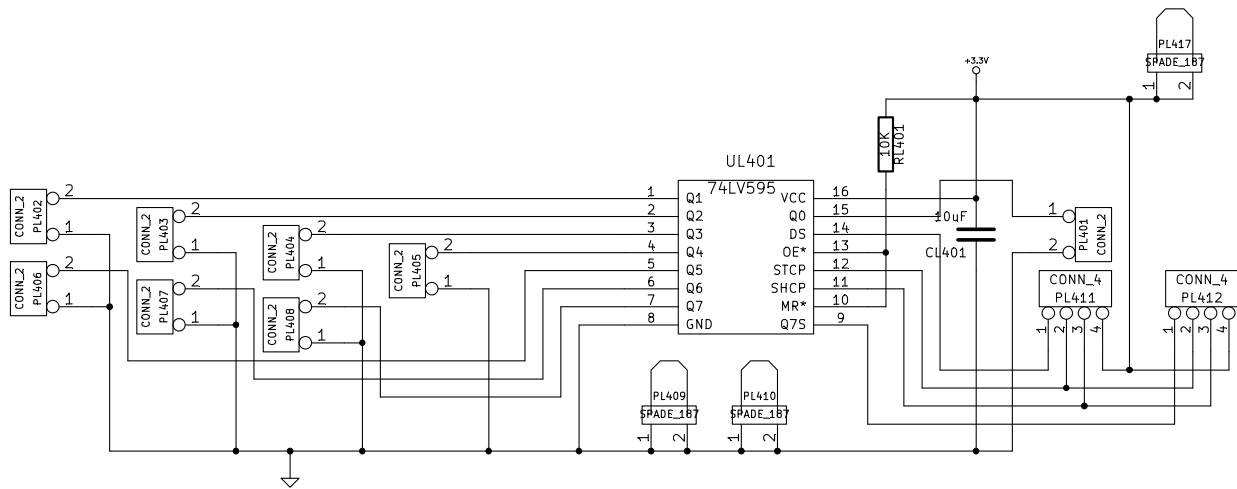 PL417
SPADE_187
1 2
+3.3V
10K
RL401
UL401
74LV595
1 Q1 VCC 16
2 Q2 Q0 15
3 Q3 DS 14
4 Q4 OE* 13
5 Q5 STCP 12
6 Q6 SHCP 11
7 Q7 MR* 10
8 GND Q7S 9
CONN_2
PL402
2
1
CONN_2
PL403
2
1
CONN_2
PL404
2
1
CONN_2
PL405
2
1
CONN_2
PL406
2
1
CONN_2
PL407
2
1
CONN_2
PL408
2
1
10uF
CL401
1
2
PL401
CONN_2
CONN_4
PL411
1 2 3 4
CONN_4
PL412
1 2 3 4
PL409
SPADE_187
1 2
PL410
SPADE_187
1 2